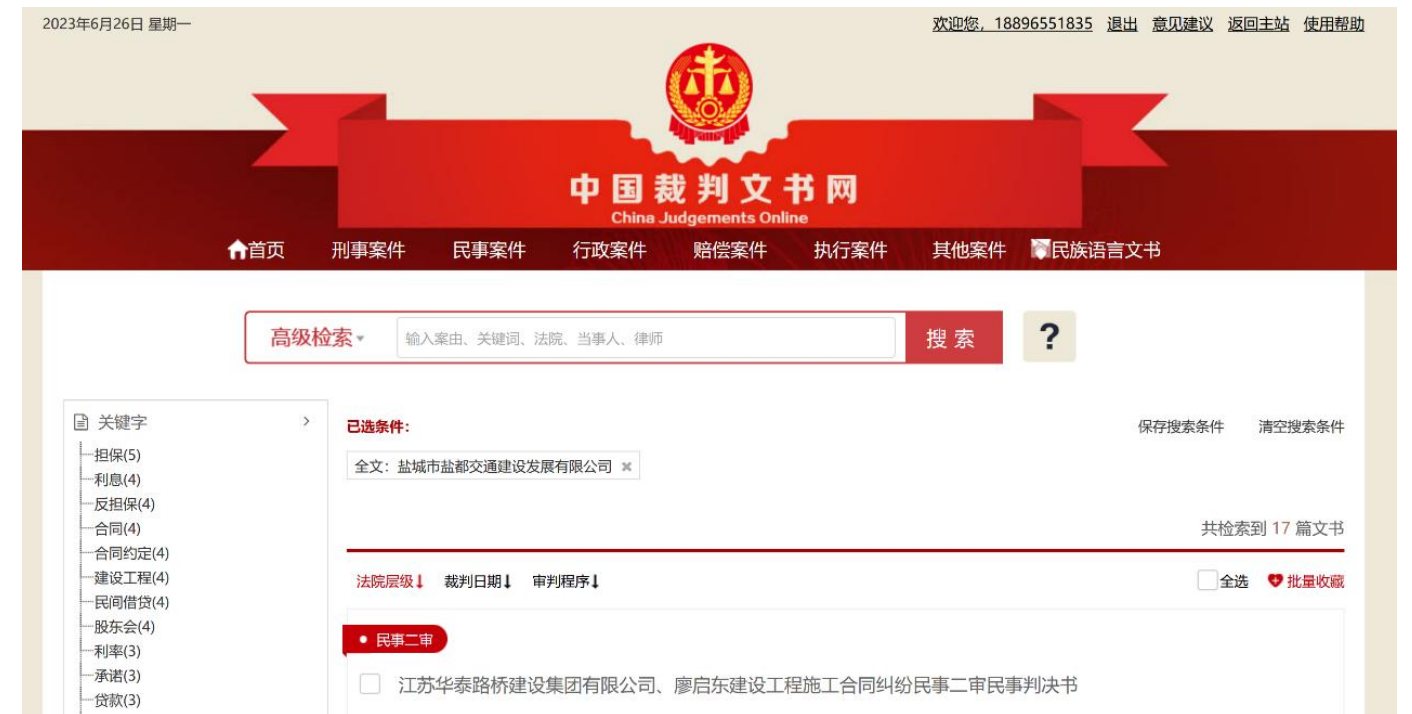 2023年6月26日 星期一
欢迎您，18896551835 退出 意见建议 返回主站 使用帮助
中国裁判文书网
China Judgements Online
首页 刑事案件 民事案件 行政案件 赔偿案件 执行案件 其他案件 民族语言文书
高级检索 输入案由、关键词、法院、当事人、律师 搜索 ?
关键字 >
担保(5)
利息(4)
反担保(4)
合同(4)
合同约定(4)
建设工程(4)
民间借贷(4)
股东会(4)
利率(3)
承诺(3)
贷款(3)
已选条件：
保存搜索条件 清空搜索条件
全文：盐城市盐都交通建设发展有限公司 ×
共检索到 17 篇文书
法院层级↓ 裁判日期↓ 审判程序↓
全选 批量收藏
民事二审
江苏华泰路桥建设集团有限公司、廖启东建设工程施工合同纠纷民事二审民事判决书